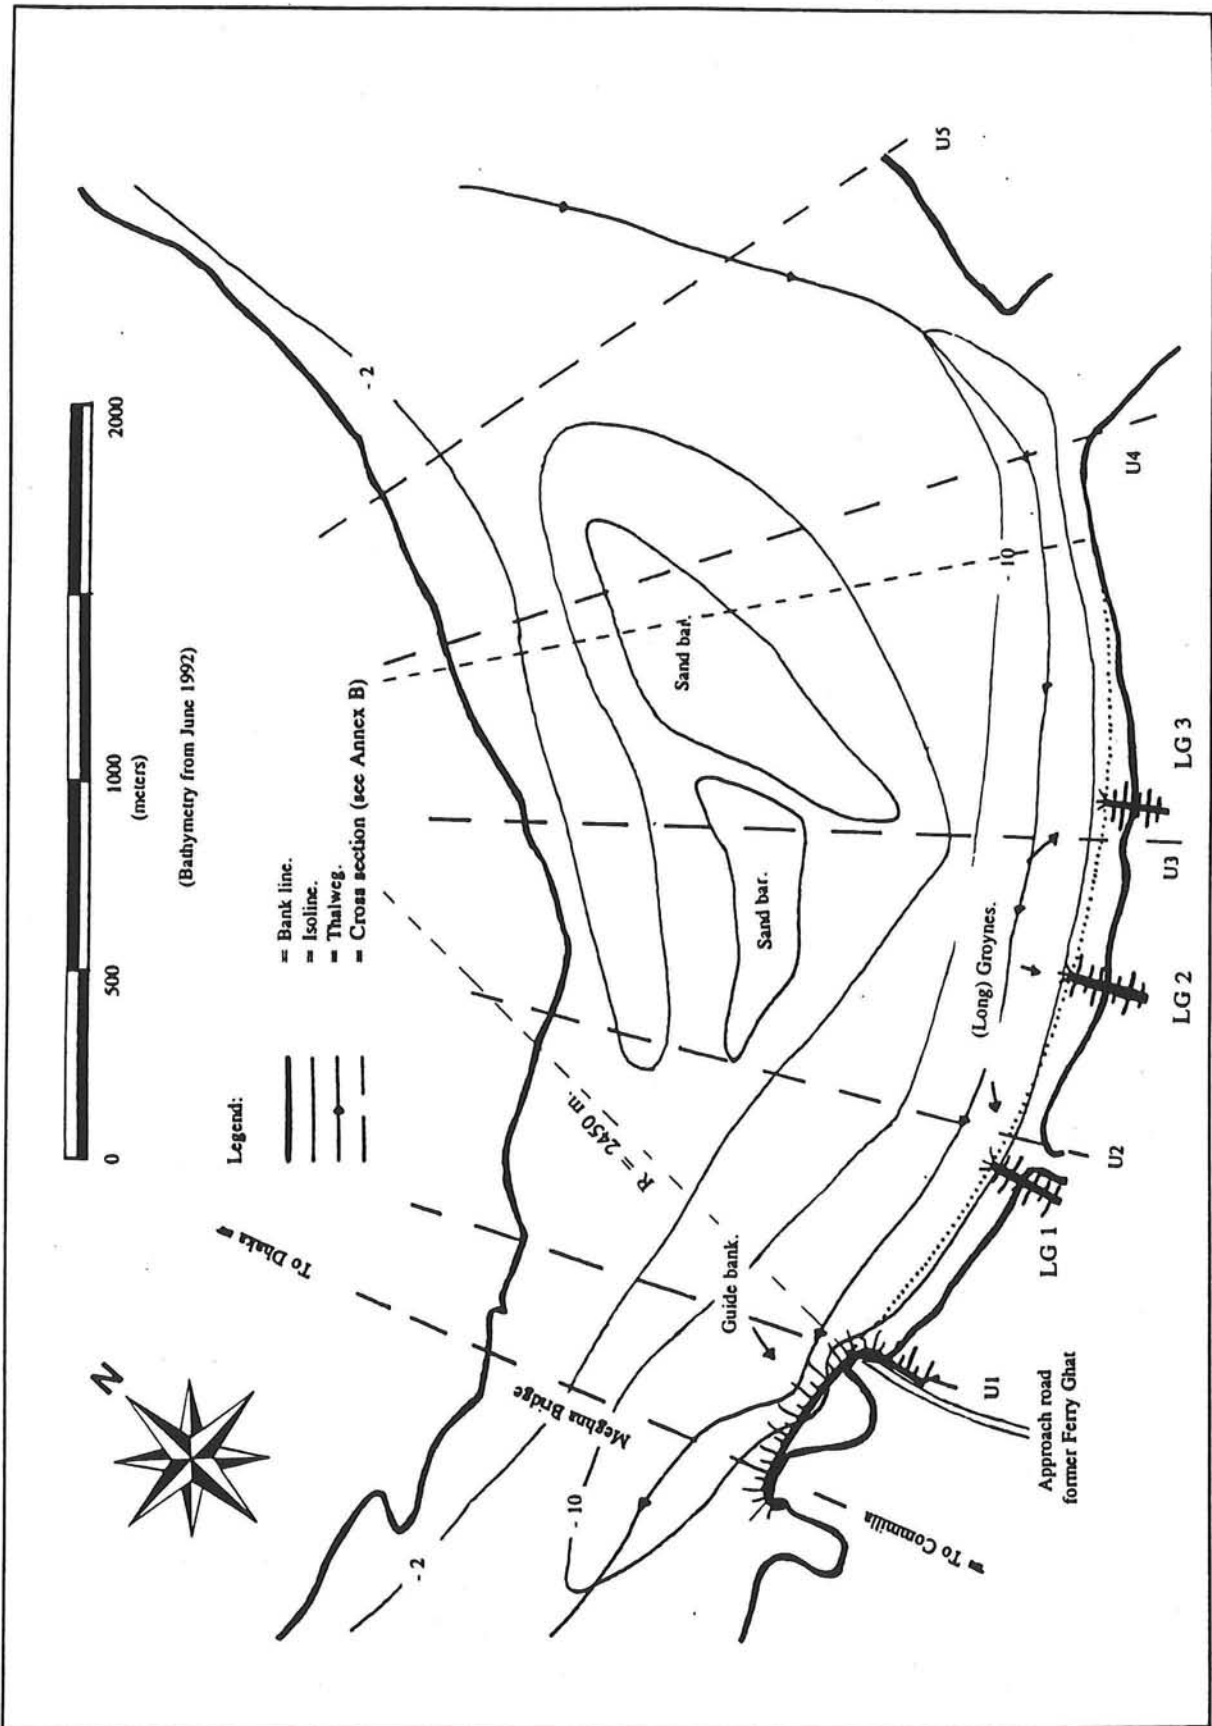 N
0
500
1000
2000
(meters)
(Bathymetry from June 1992)
Legend:
= Bank line.
= Isoline.
= Thalweg.
= Cross section (see Annex B)
To Dhaka
Meghna Bridge
To Commilla
R = 2450 m.
Guide bank.
Sand bar.
Sand bar.
(Long) Groynes.
- 2
- 2
- 10
- 10
Approach road
former Ferry Ghat
U1
LG 1
U2
LG 2
U3
LG 3
U4
U5